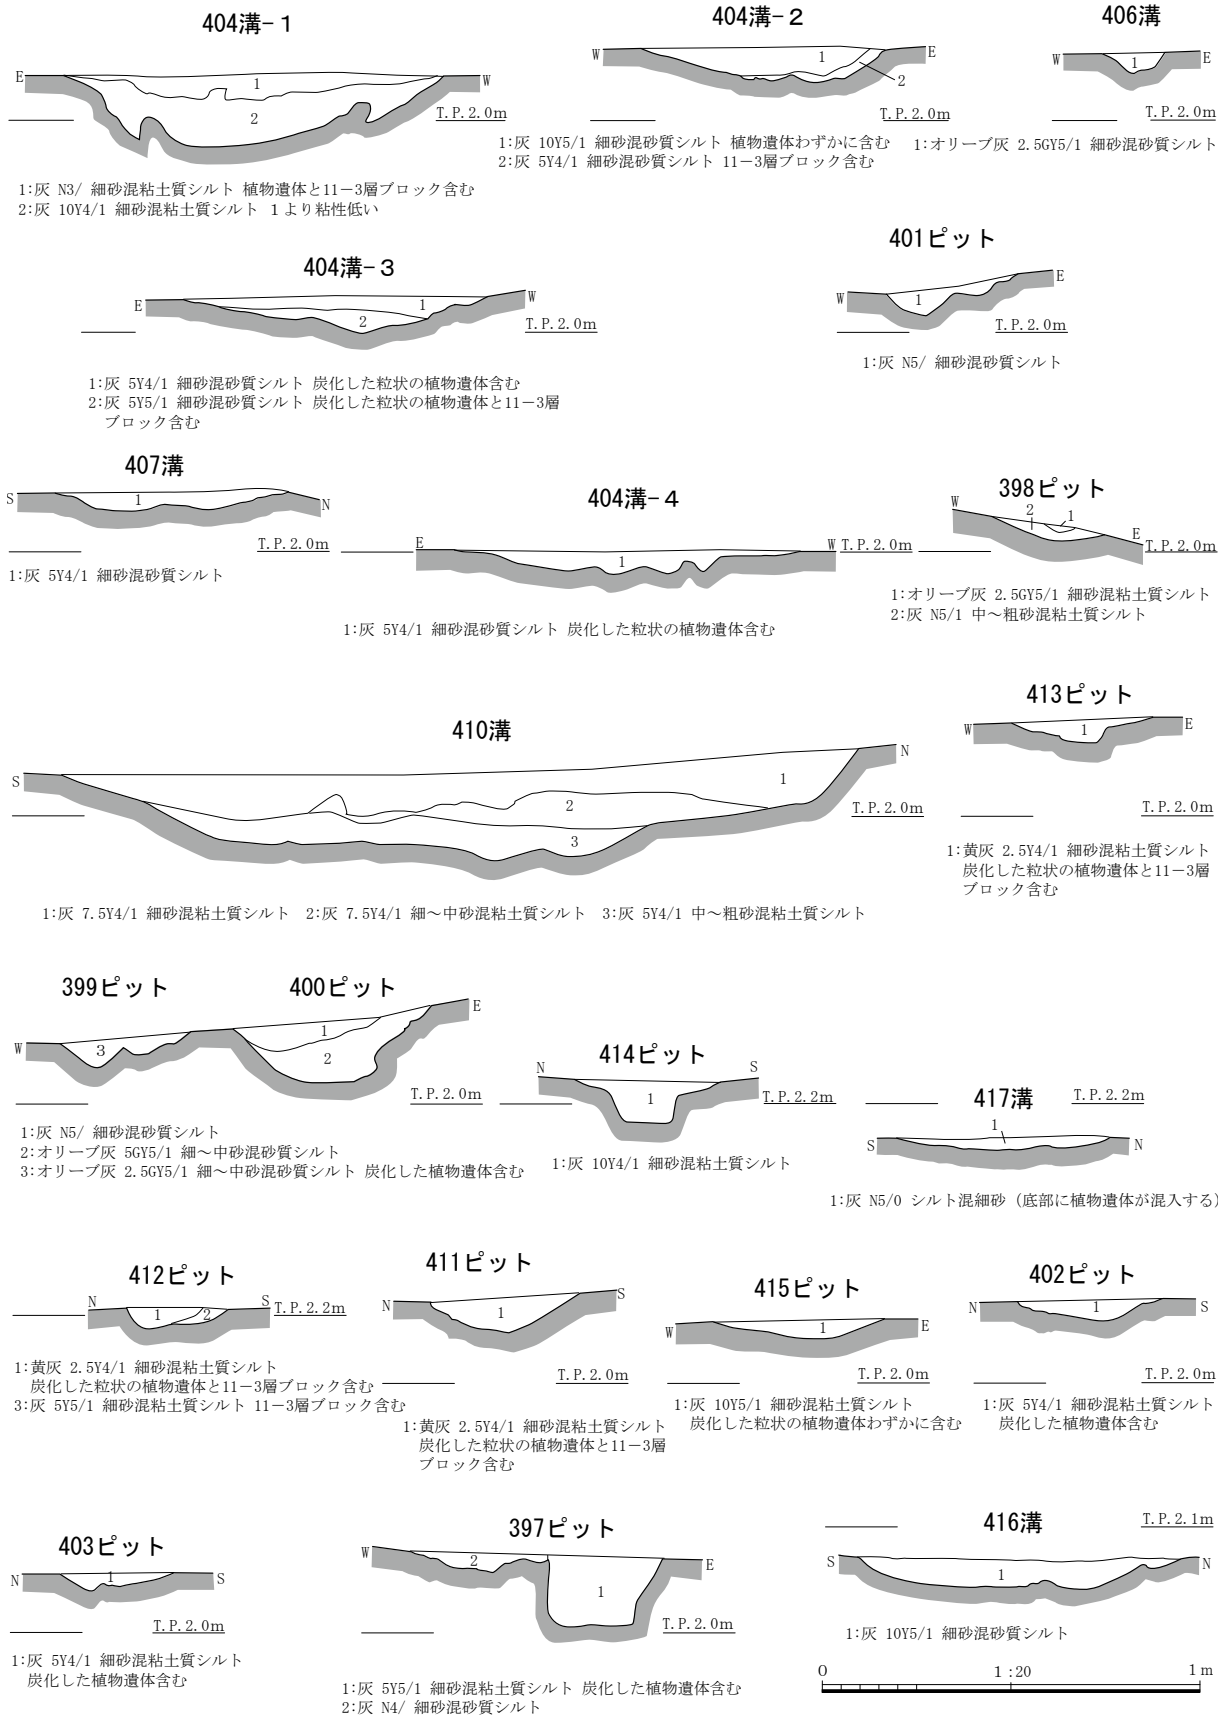 404溝-1
E
W
1
2
T.P.2.0m
1:灰 N3/ 細砂混粘土質シルト 植物遺体と11-3層ブロック含む
2:灰 10Y4/1 細砂混粘土質シルト 1より粘性低い
404溝-2
W
E
1
2
T.P.2.0m
1:灰 10Y5/1 細砂混砂質シルト 植物遺体わずかに含む
2:灰 5Y4/1 細砂混砂質シルト 11-3層ブロック含む
406溝
W
E
1
T.P.2.0m
1:オリーブ灰 2.5GY5/1 細砂混砂質シルト
404溝-3
E
W
1
2
T.P.2.0m
1:灰 5Y4/1 細砂混砂質シルト 炭化した粒状の植物遺体含む
2:灰 5Y5/1 細砂混砂質シルト 炭化した粒状の植物遺体と11-3層
ブロック含む
401ピット
W
E
1
T.P.2.0m
1:灰 N5/ 細砂混砂質シルト
407溝
S
N
1
T.P.2.0m
1:灰 5Y4/1 細砂混砂質シルト
404溝-4
E
W
1
T.P.2.0m
1:灰 5Y4/1 細砂混砂質シルト 炭化した粒状の植物遺体含む
398ピット
W
E
2
1
T.P.2.0m
1:オリーブ灰 2.5GY5/1 細砂混粘土質シルト
2:灰 N5/1 中～粗砂混粘土質シルト
410溝
S
N
1
2
3
T.P.2.0m
1:灰 7.5Y4/1 細砂混粘土質シルト 2:灰 7.5Y4/1 細～中砂混粘土質シルト 3:灰 5Y4/1 中～粗砂混粘土質シルト
413ピット
W
E
1
T.P.2.0m
1:黄灰 2.5Y4/1 細砂混粘土質シルト
炭化した粒状の植物遺体と11-3層
ブロック含む
399ピット
400ピット
W
E
3
1
2
T.P.2.0m
1:灰 N5/ 細砂混砂質シルト
2:オリーブ灰 5GY5/1 細～中砂混砂質シルト
3:オリーブ灰 2.5GY5/1 細～中砂混砂質シルト 炭化した植物遺体含む
414ピット
N
S
1
T.P.2.2m
1:灰 10Y4/1 細砂混粘土質シルト
417溝
T.P.2.2m
1
S
N
1:灰 N5/0 シルト混細砂（底部に植物遺体が混入する）
412ピット
N
S
1
2
T.P.2.2m
1:黄灰 2.5Y4/1 細砂混粘土質シルト
炭化した粒状の植物遺体と11-3層ブロック含む
3:灰 5Y5/1 細砂混粘土質シルト 11-3層ブロック含む
411ピット
N
S
1
T.P.2.0m
1:黄灰 2.5Y4/1 細砂混粘土質シルト
炭化した粒状の植物遺体と11-3層
ブロック含む
415ピット
W
E
1
T.P.2.0m
1:灰 10Y5/1 細砂混粘土質シルト
炭化した粒状の植物遺体わずかに含む
402ピット
N
S
1
T.P.2.0m
1:灰 5Y4/1 細砂混粘土質シルト
炭化した植物遺体含む
403ピット
N
S
1
T.P.2.0m
1:灰 5Y4/1 細砂混粘土質シルト
炭化した植物遺体含む
397ピット
W
E
2
1
T.P.2.0m
1:灰 5Y5/1 細砂混粘土質シルト 炭化した植物遺体含む
2:灰 N4/ 細砂混砂質シルト
416溝
T.P.2.1m
S
N
1
1:灰 10Y5/1 細砂混砂質シルト
0
1:20
1m